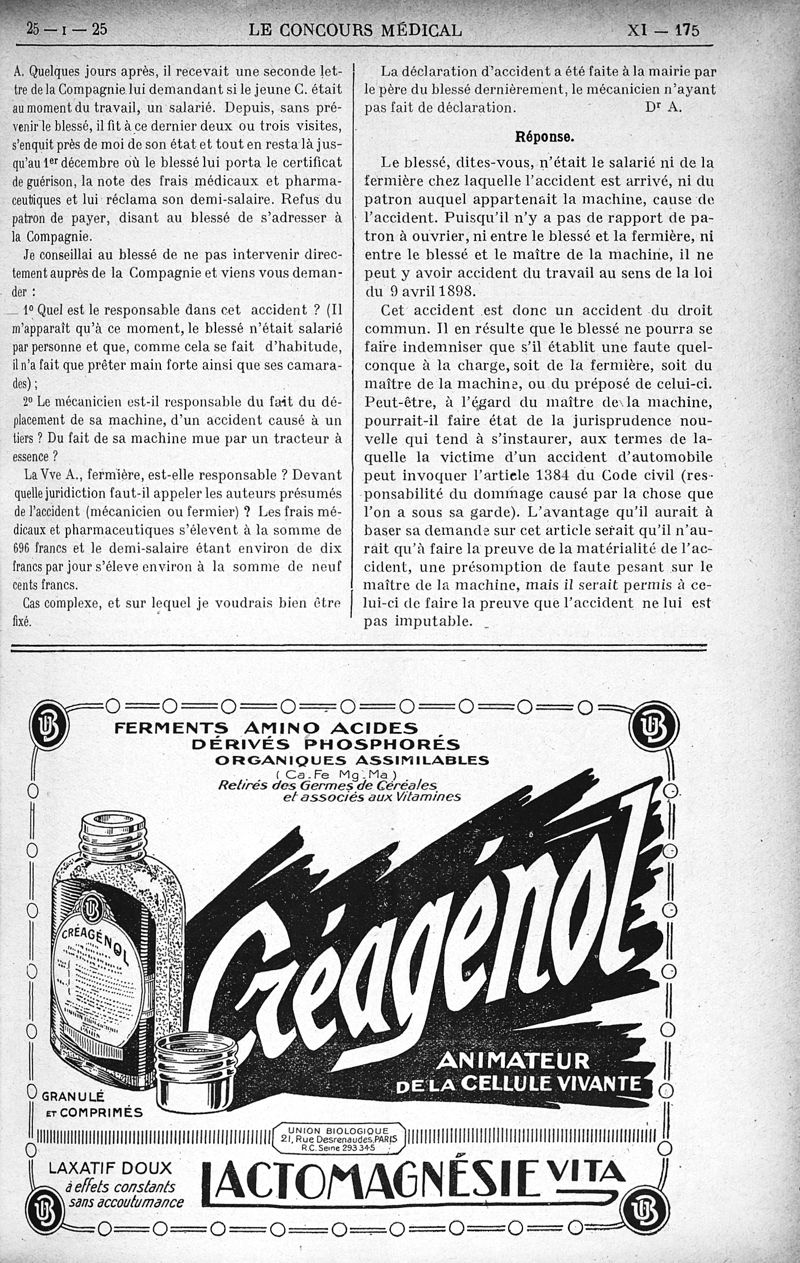 25 — I — 25
LE CONCOURS MÉDICAL
XI — 175
A. Quelques jours après, il recevait une seconde let-
tre de la Compagnie lui demandant si le jeune C. était
au moment du travail, un salarié. Depuis, sans pré-
venir le blessé, il fit à ce dernier deux ou trois visites,
s'enquit près de moi de son état et tout en resta là jus-
qu'au 1er décembre où le blessé lui porta le certificat
de guérison, la note des frais médicaux et pharma-
ceutiques et lui réclama son demi-salaire. Refus du
patron de payer, disant au blessé de s'adresser à
la Compagnie.
Je conseillai au blessé de ne pas intervenir direc-
tement auprès de la Compagnie et viens vous deman-
der :
1º Quel est le responsable dans cet accident ? (Il
m'apparaît qu'à ce moment, le blessé n'était salarié
par personne et que, comme cela se fait d'habitude,
il n'a fait que prêter main forte ainsi que ses camara-
des) ;
2º Le mécanicien est-il responsable du fait du dé-
placement de sa machine, d'un accident causé à un
tiers ? Du fait de sa machine mue par un tracteur à
essence ?
La Vve A., fermière, est-elle responsable ? Devant
quelle juridiction faut-il appeler les auteurs présumés
de l'accident (mécanicien ou fermier) ? Les frais mé-
dicaux et pharmaceutiques s'élevent à la somme de
696 francs et le demi-salaire étant environ de dix
francs par jour s'éleve environ à la somme de neuf
cents francs.
Cas complexe, et sur lequel je voudrais bien être
fixé.
La déclaration d'accident a été faite à la mairie par
le père du blessé dernièrement, le mécanicien n'ayant
pas fait de déclaration. Dr A.
Réponse.
Le blessé, dites-vous, n'était le salarié ni de la
fermière chez laquelle l'accident est arrivé, ni du
patron auquel appartenait la machine, cause de
l'accident. Puisqu'il n'y a pas de rapport de pa-
tron à ouvrier, ni entre le blessé et la fermière, ni
entre le blessé et le maître de la machine, il ne
peut y avoir accident du travail au sens de la loi
du 9 avril 1898.
Cet accident est donc un accident du droit
commun. Il en résulte que le blessé ne pourra se
faire indemniser que s'il établit une faute quel-
conque à la charge, soit de la fermière, soit du
maître de la machine, ou du préposé de celui-ci.
Peut-être, à l'égard du maître de la machine,
pourrait-il faire état de la jurisprudence nou-
velle qui tend à s'instaurer, aux termes de la-
quelle la victime d'un accident d'automobile
peut invoquer l'article 1384 du Code civil (res-
ponsabilité du dommage causé par la chose que
l'on a sous sa garde). L'avantage qu'il aurait à
baser sa demande sur cet article serait qu'il n'au-
rait qu'à faire la preuve de la matérialité de l'ac-
cident, une présomption de faute pesant sur le
maître de la machine, mais il serait permis à ce-
lui-ci de faire la preuve que l'accident ne lui est
pas imputable.
UB
UB
FERMENTS AMINO ACIDES
DÉRIVÉS PHOSPHORÉS
ORGANIQUES ASSIMILABLES
(Ca. Fe Mg. Ma)
Retirés des Germes de Céréales
et associés aux Vitamines
UB
CRÉAGÉNOL
Créagénol
ANIMATEUR
DE LA CELLULE VIVANTE
GRANULÉ
ET COMPRIMÉS
UNION BIOLOGIQUE
21, Rue Desrenaudes, PARIS
R.C. Seine 293 345
LAXATIF DOUX
à effets constants
sans accoutumance
LACTOMAGNÉSIE VITA
UB
UB